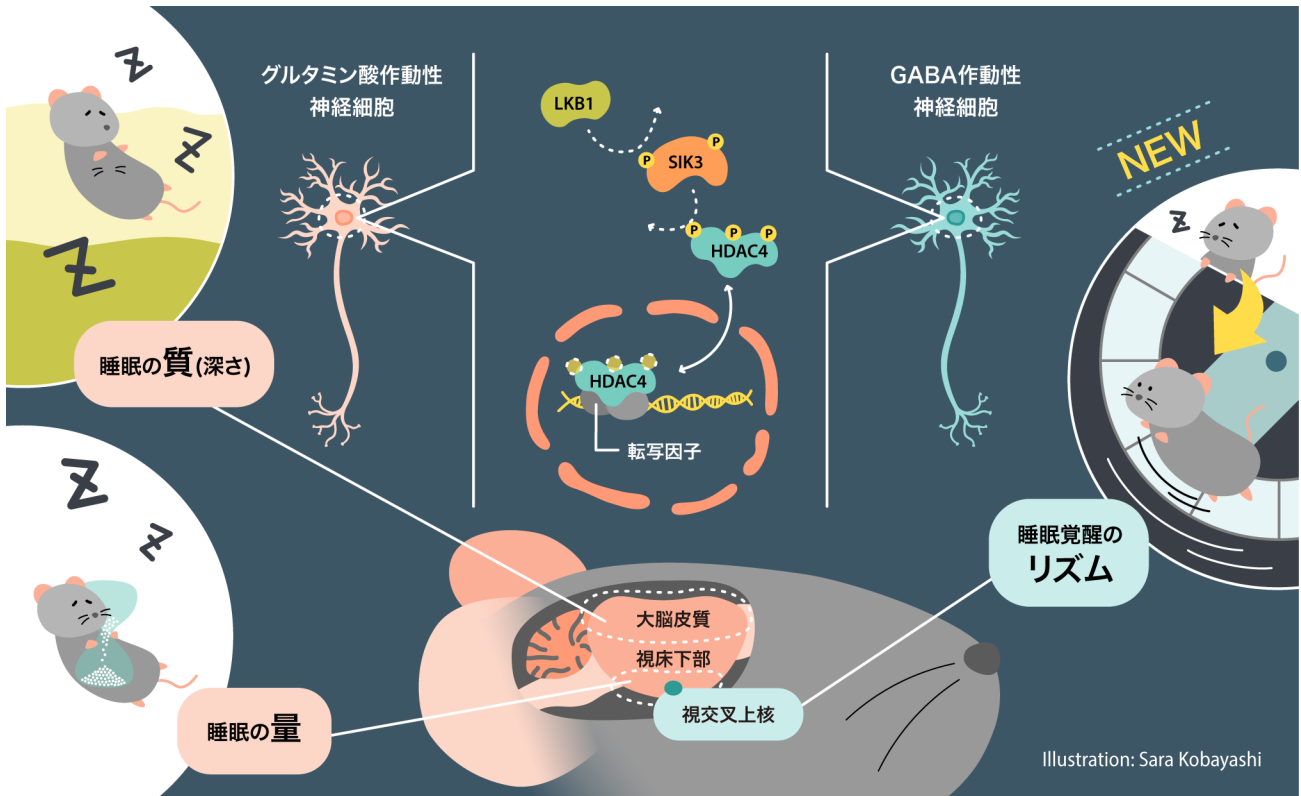 グルタミン酸作動性
神経細胞
GABA作動性
神経細胞
LKB1
P
P
SIK3
P
P
P
HDAC4
NEW
Z
Z
Z
Z
睡眠の質(深さ)
HDAC4
転写因子
Z
Z
睡眠覚醒の
リズム
大脳皮質
視床下部
視交叉上核
睡眠の量
Illustration: Sara Kobayashi